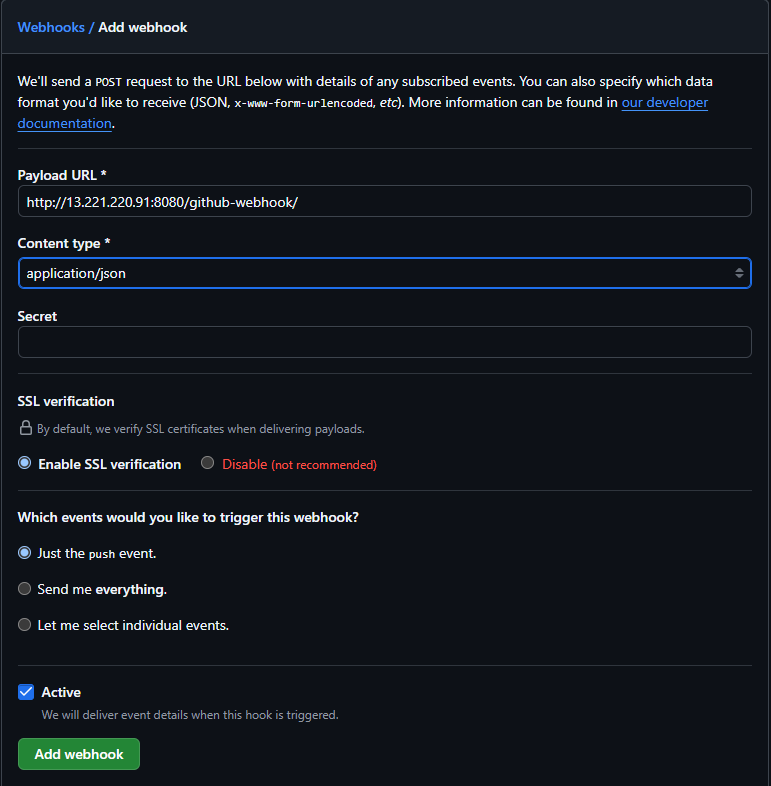 Webhooks / Add webhook
We'll send a POST request to the URL below with details of any subscribed events. You can also specify which data
format you'd like to receive (JSON, x-www-form-urlencoded, etc). More information can be found in our developer
documentation.
Payload URL *
http://13.221.220.91:8080/github-webhook/
Content type *
application/json
Secret
SSL verification
By default, we verify SSL certificates when delivering payloads.
Enable SSL verification Disable (not recommended)
Which events would you like to trigger this webhook?
Just the push event.
Send me everything.
Let me select individual events.
Active
We will deliver event details when this hook is triggered.
Add webhook